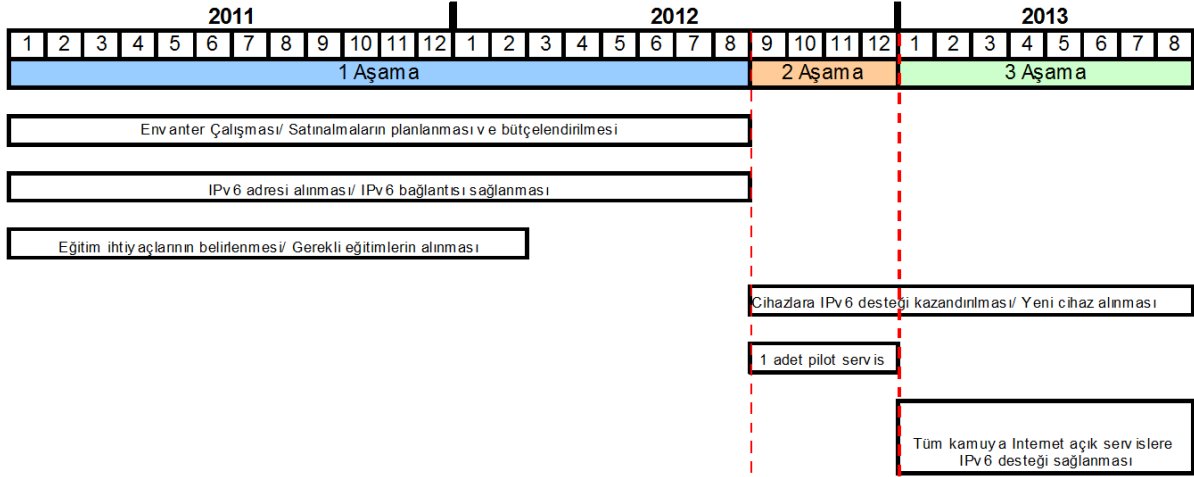 2011 2012 2013
1 2 3 4 5 6 7 8 9 10 11 12 1 2 3 4 5 6 7 8 9 10 11 12 1 2 3 4 5 6 7 8
1 Aşama 2 Aşama 3 Aşama
Envanter Çalışması/ Satınalmaların planlanması ve bütçelendirilmesi
IPv6 adresi alınması/ IPv6 bağlantısı sağlanması
Eğitim ihtiyaçlarının belirlenmesi/ Gerekli eğitimlerin alınması
Cihazlara IPv6 desteği kazandırılması/ Yeni cihaz alınması
1 adet pilot servis
Tüm kamuya Internet açık servislere
IPv6 desteği sağlanması